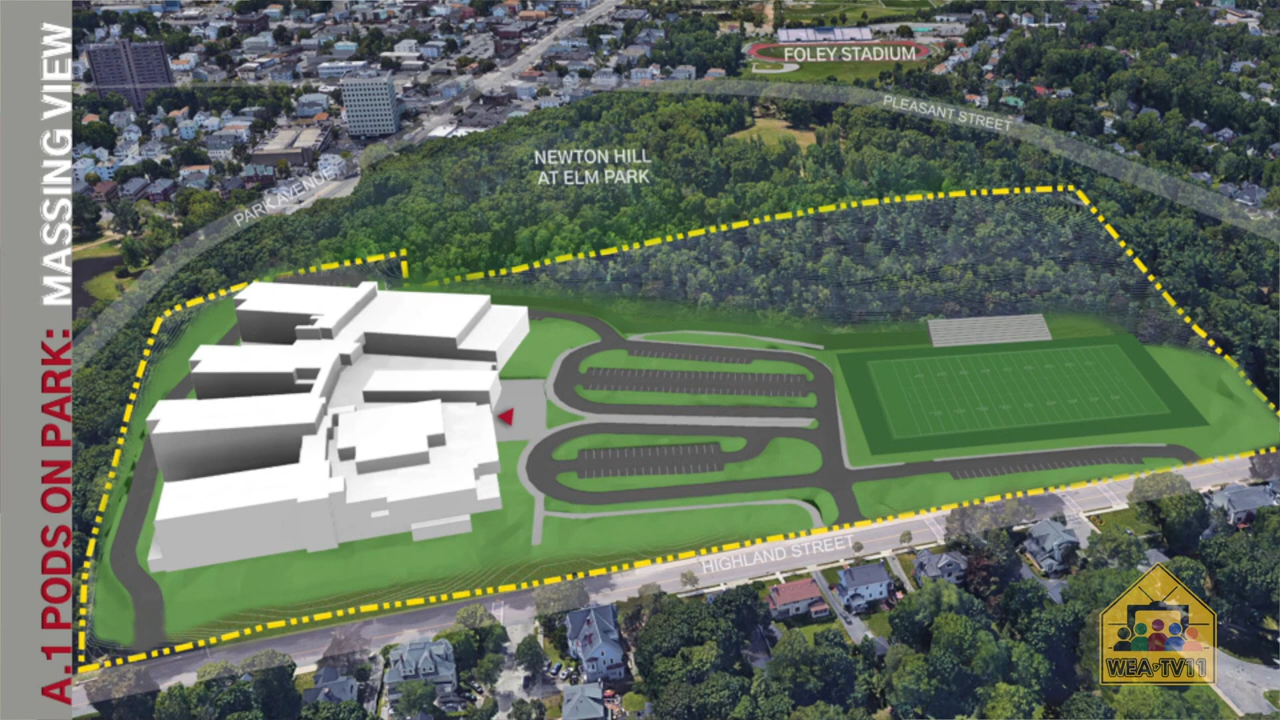 A.1 PODS ON PARK: MASSING VIEW
FOLEY STADIUM
PLEASANT STREET
NEWTON HILL
AT ELM PARK
PARK AVENUE
HIGHLAND STREET
WEA TV11